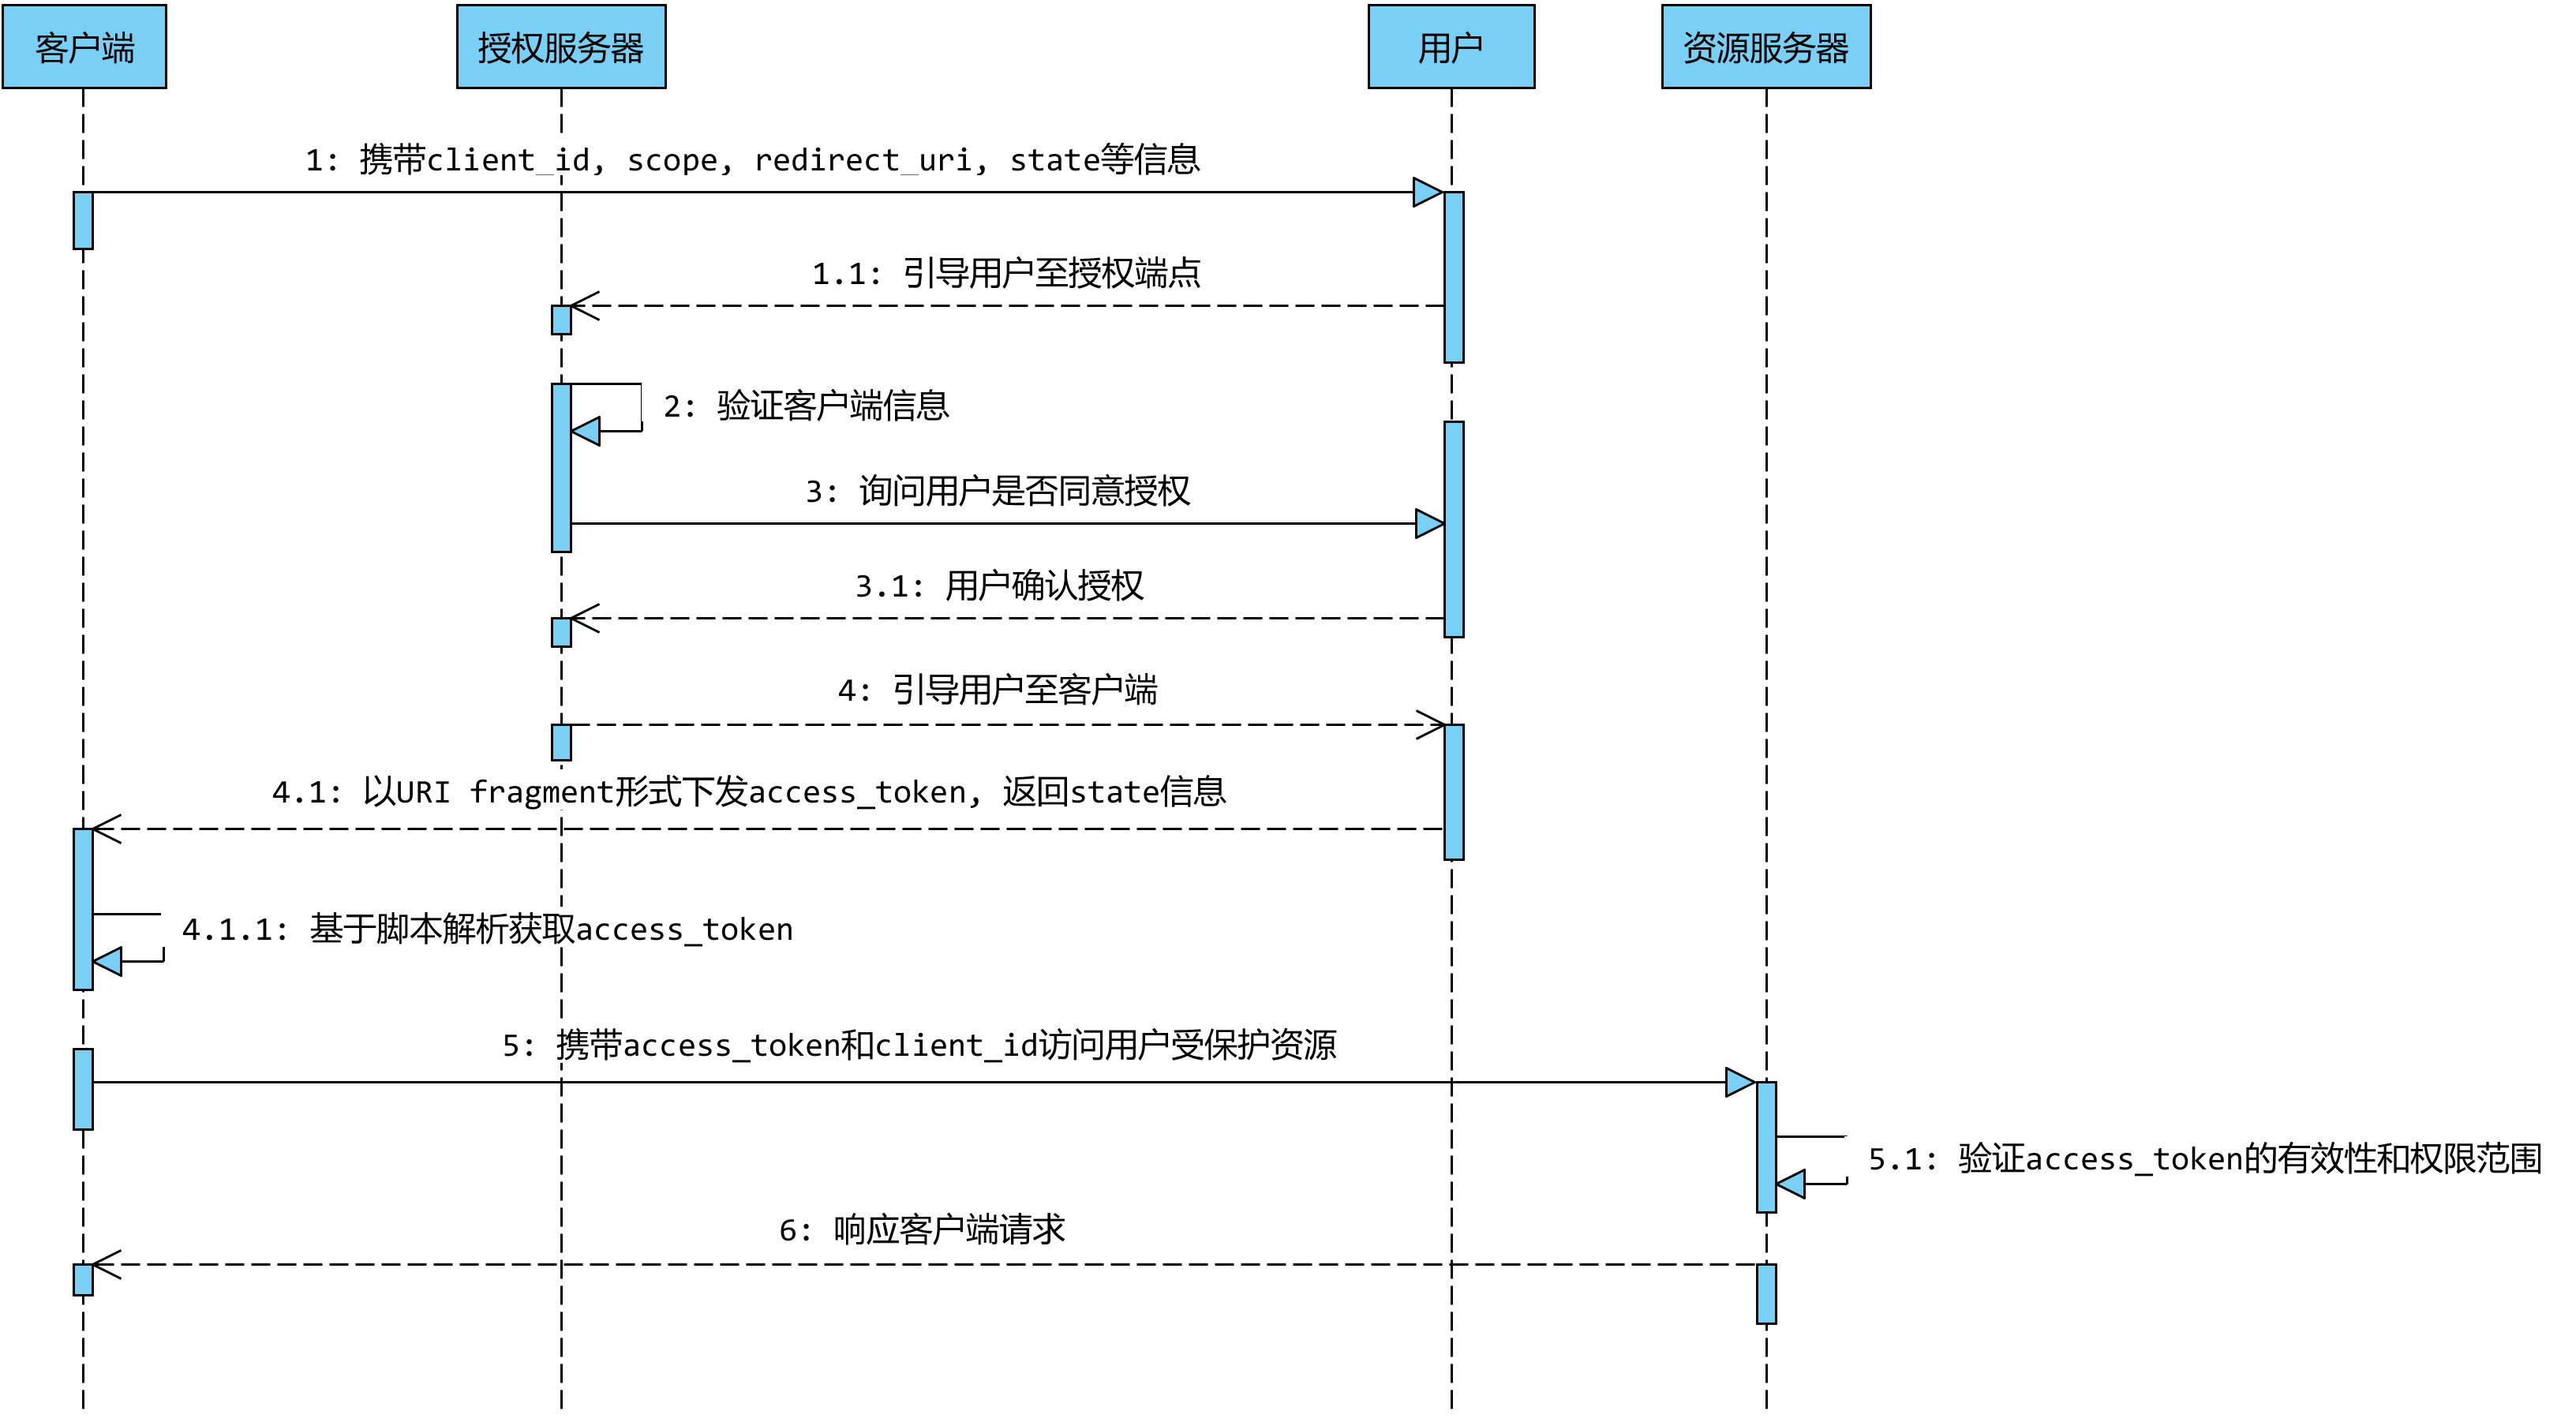 客户端
授权服务器
用户
资源服务器
1: 携带client_id, scope, redirect_uri, state等信息
1.1: 引导用户至授权端点
2: 验证客户端信息
3: 询问用户是否同意授权
3.1: 用户确认授权
4: 引导用户至客户端
4.1: 以URI fragment形式下发access_token, 返回state信息
4.1.1: 基于脚本解析获取access_token
5: 携带access_token和client_id访问用户受保护资源
5.1: 验证access_token的有效性和权限范围
6: 响应客户端请求